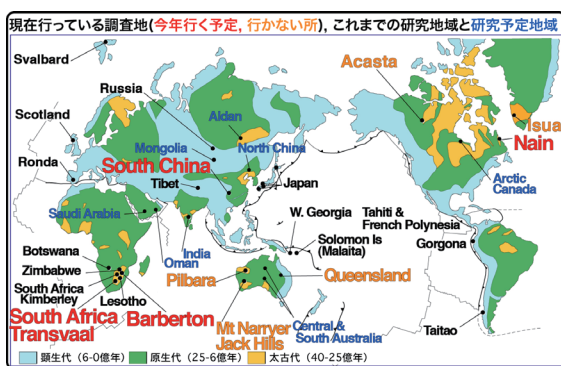 現在行っている調査地(今年行く予定, 行かない所), これまでの研究地域と研究予定地域
Svalbard
Acasta
Russia
Scotland
Aldan
Isua
Mongolia
North China
Nain
South China
Ronda
Tibet
Japan
Arctic
Canada
Saudi Arabia
W. Georgia
Tahiti &
French Polynesia
India
Oman
Solomon Is
(Malaita)
Gorgona
Botswana
Zimbabwe
Pilbara
Queensland
South Africa
Kimberley
Lesotho
South Africa
Transvaal
Barberton
Mt Narryer
Jack Hills
Central &
South Australia
Taitao
顕生代 (6-0億年)
原生代 (25-6億年)
太古代 (40-25億年)